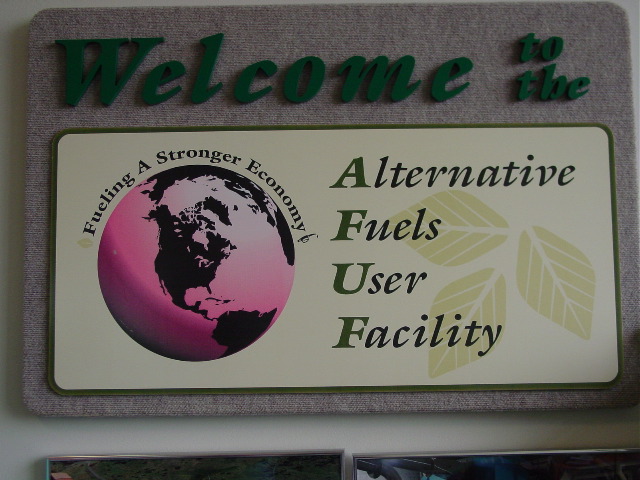 Welcome to the
Fueling A Stronger Economy
Alternative
Fuels
User
Facility